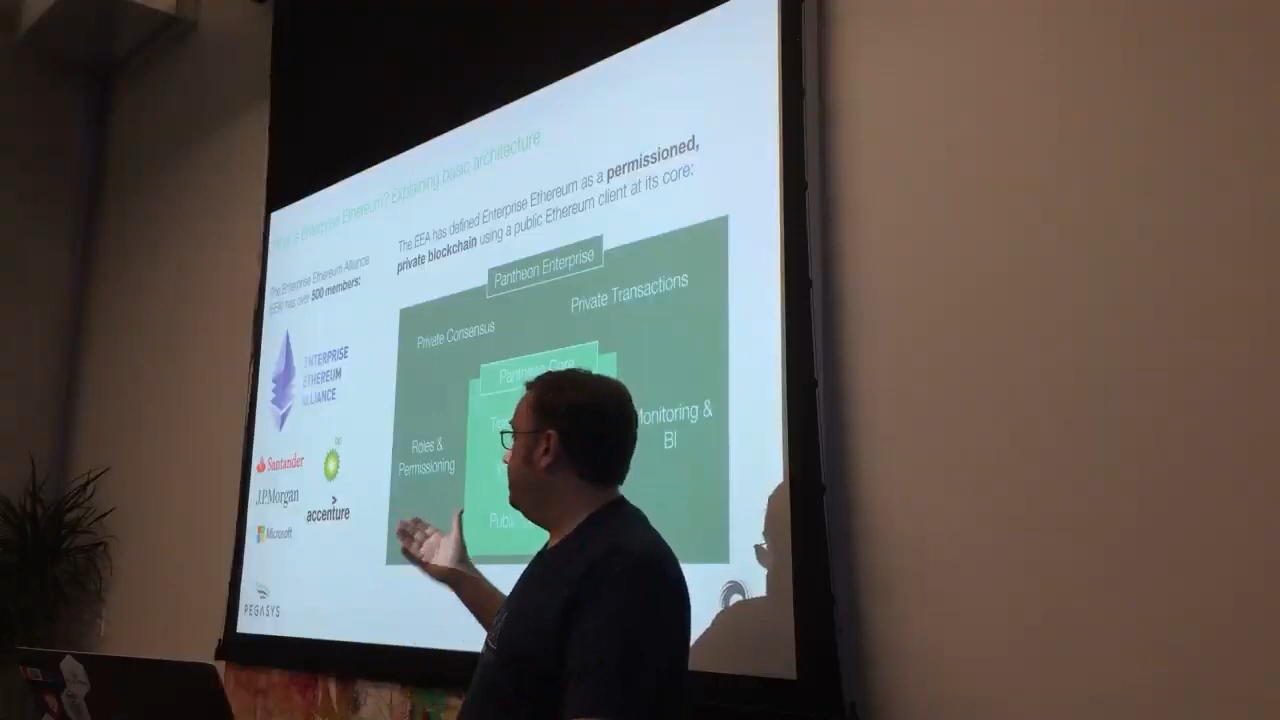 What is Enterprise Ethereum? Explaining basic architecture
The EEA has defined Enterprise Ethereum as a permissioned,
private blockchain using a public Ethereum client at its core:
The Enterprise Ethereum Alliance
(EEA) has over 500 members:
ENTERPRISE
ETHEREUM
ALLIANCE
Santander
bp
J.P.Morgan
accenture
Microsoft
PEGASYS
Pantheon Enterprise
Private Transactions
Private Consensus
Pantheon Core
Monitoring &
BI
Roles &
Permissioning